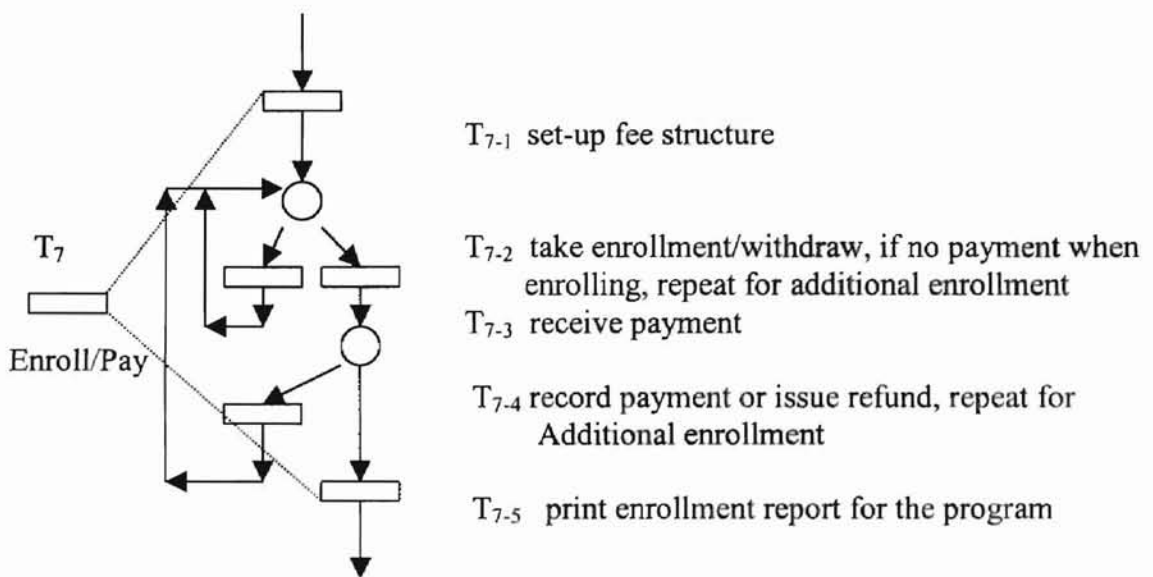 T7-1 set-up fee structure
T7
Enroll/Pay
T7-2 take enrollment/withdraw, if no payment when
enrolling, repeat for additional enrollment
T7-3 receive payment
T7-4 record payment or issue refund, repeat for
Additional enrollment
T7-5 print enrollment report for the program